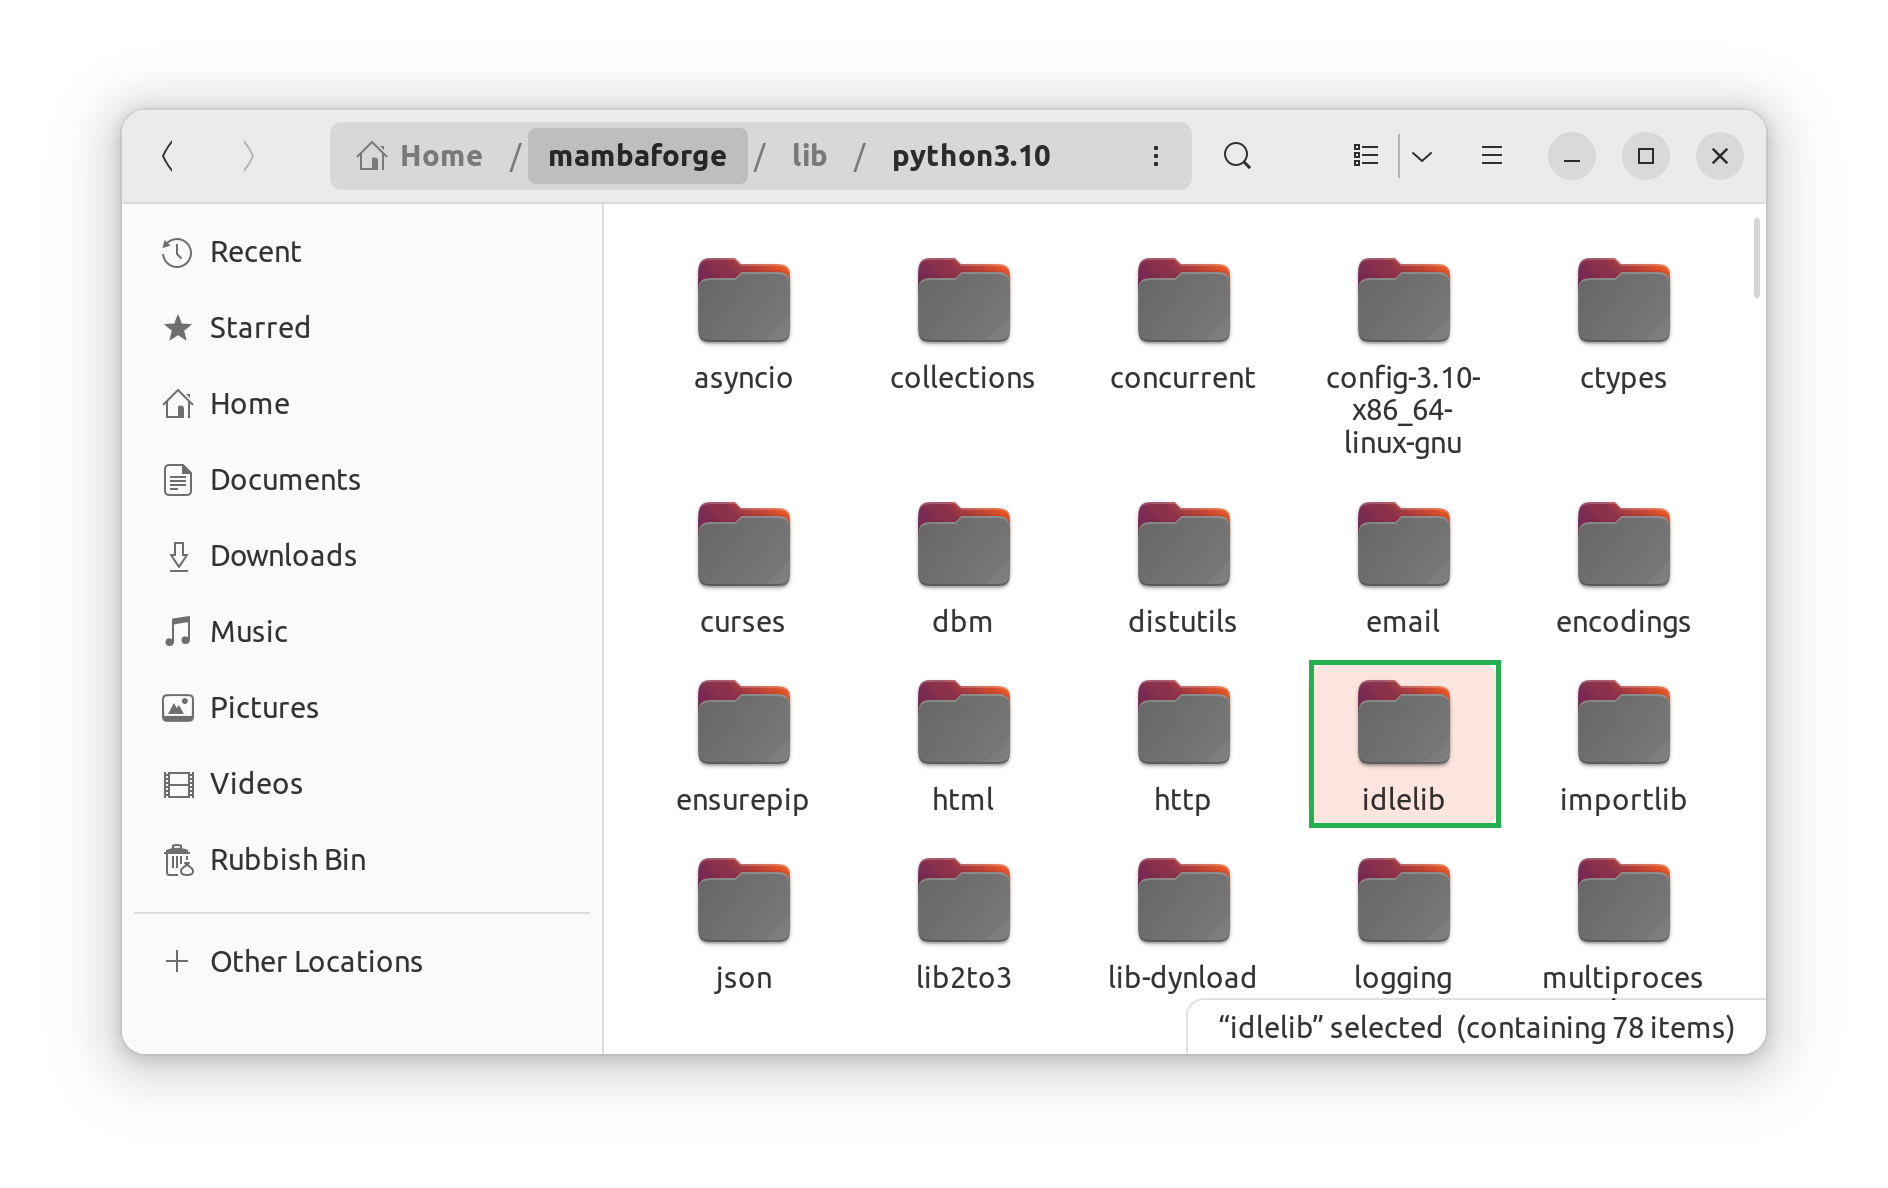 Home / mambaforge / lib / python3.10
Recent
Starred
Home
Documents
Downloads
Music
Pictures
Videos
Rubbish Bin
Other Locations
asyncio
collections
concurrent
config-3.10-
x86_64-
linux-gnu
ctypes
curses
dbm
distutils
email
encodings
ensurepip
html
http
idlelib
importlib
json
lib2to3
lib-dynload
logging
multiproces
“idlelib” selected (containing 78 items)